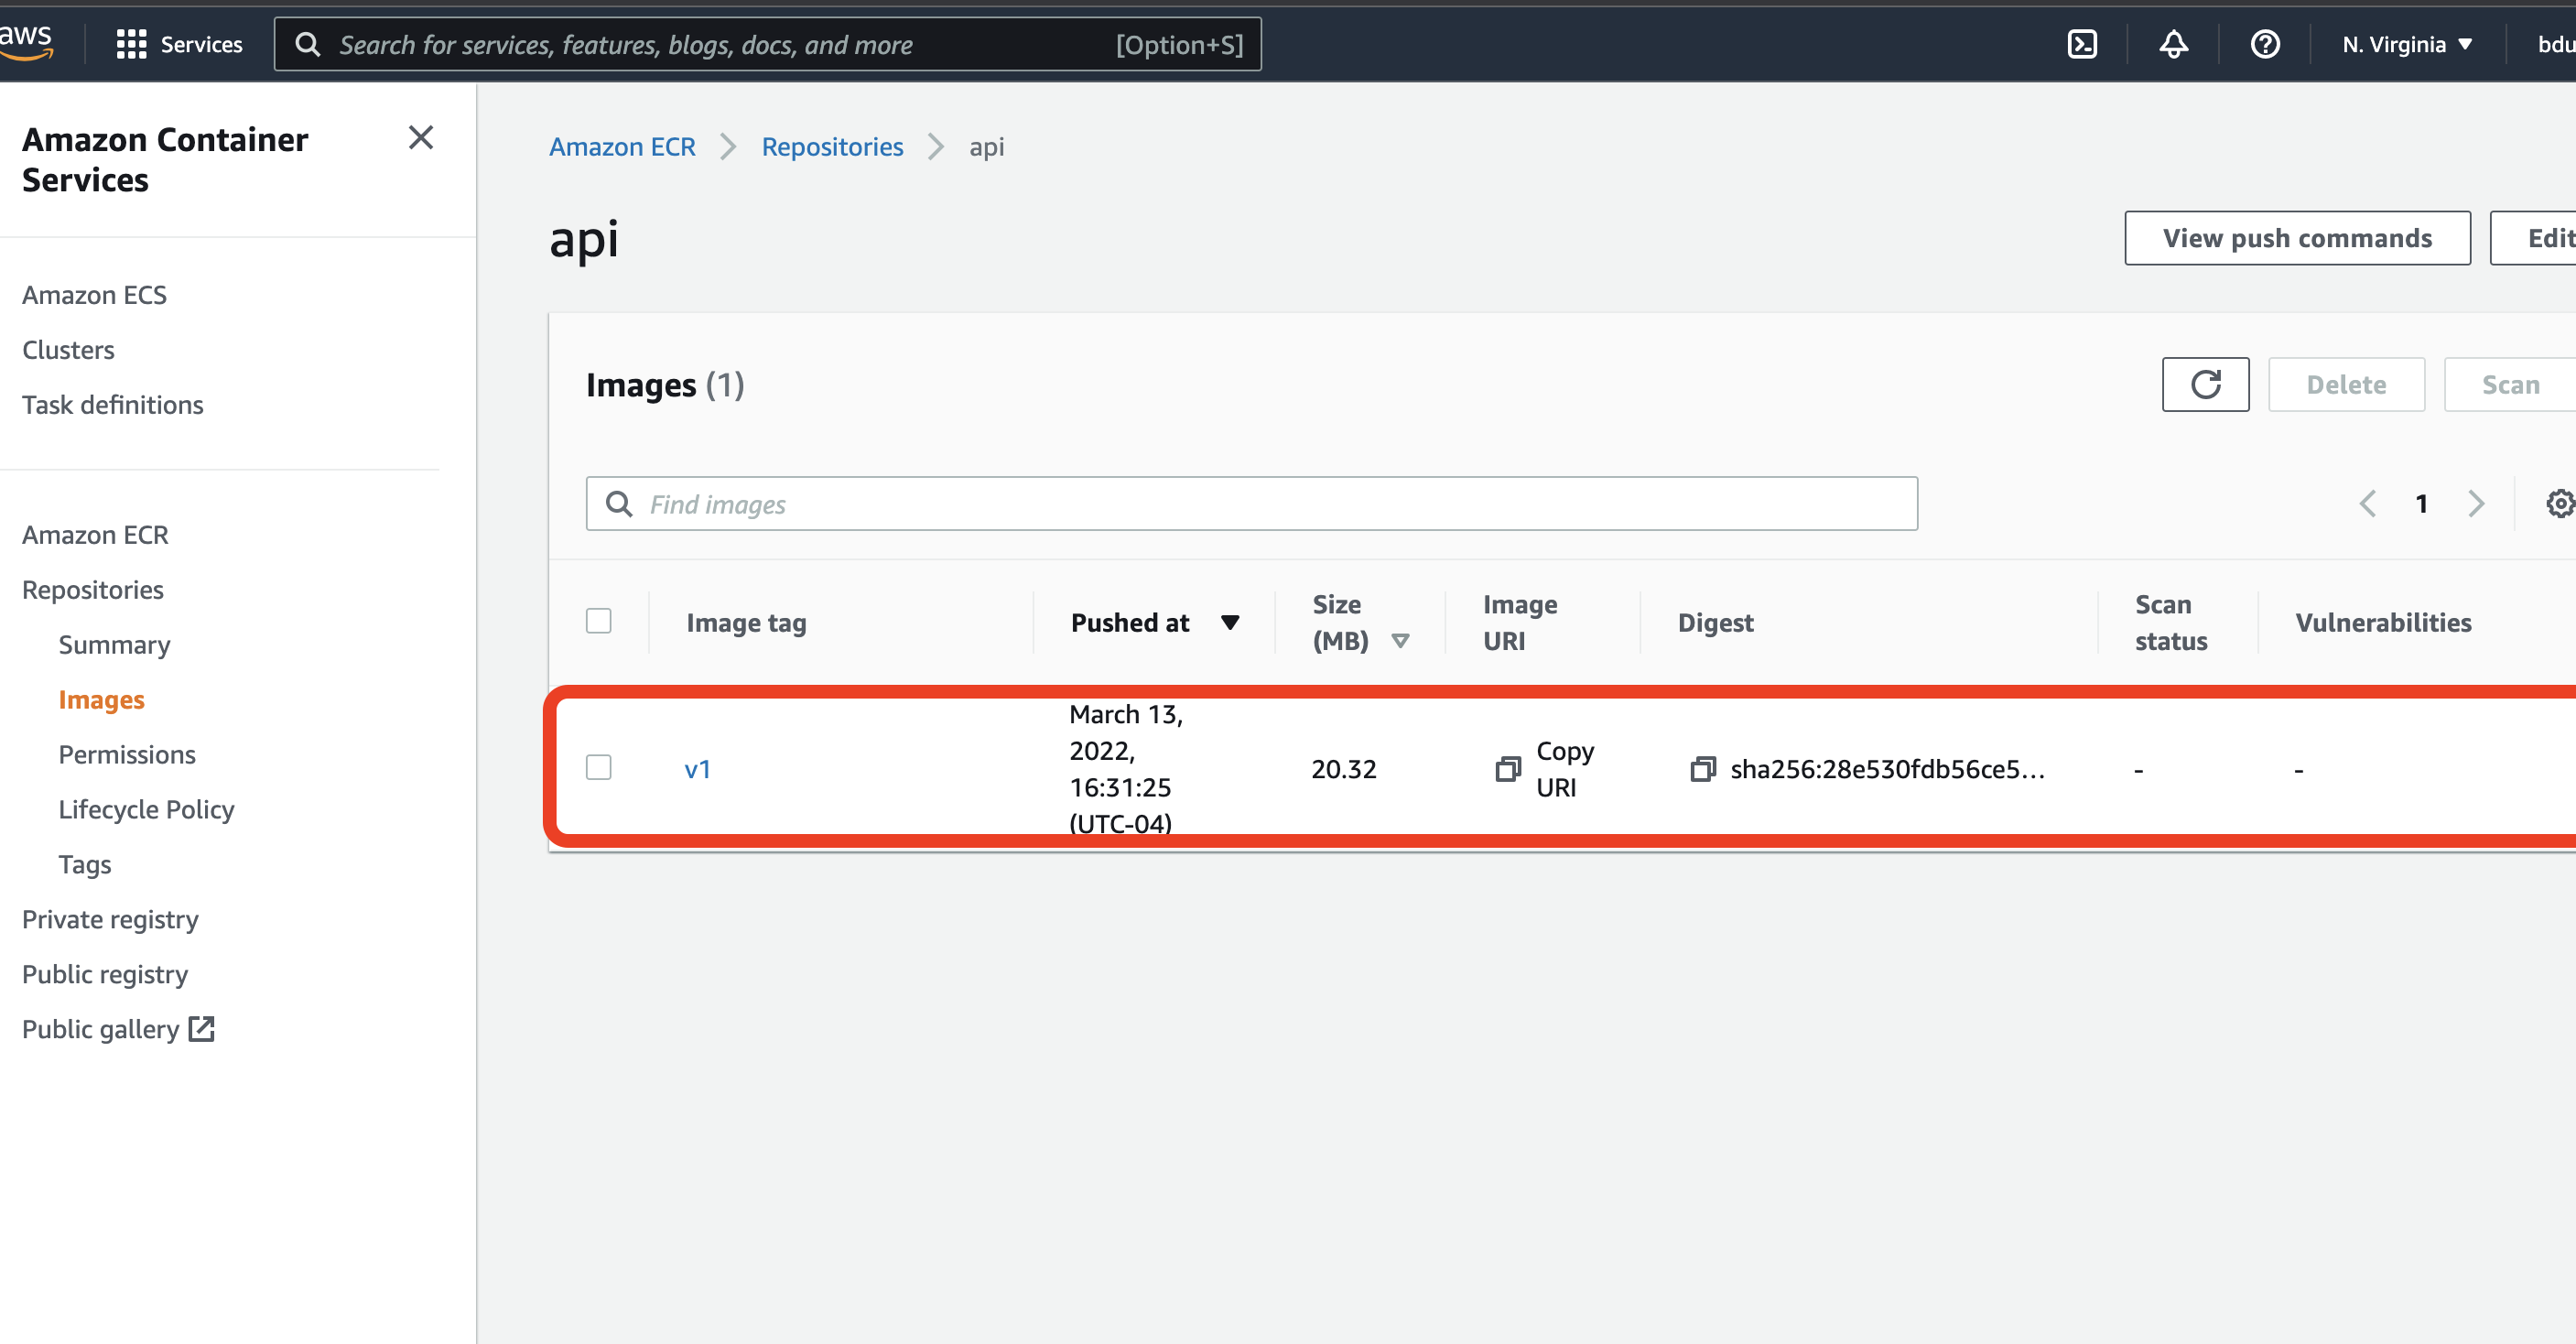 aws
Services
Search for services, features, blogs, docs, and more
[Option+S]
N. Virginia
bdu
Amazon Container
Services
Amazon ECS
Clusters
Task definitions
Amazon ECR
Repositories
Summary
Images
Permissions
Lifecycle Policy
Tags
Private registry
Public registry
Public gallery
Amazon ECR
Repositories
api
api
View push commands
Edit
Images (1)
Delete
Scan
Find images
1
Image tag
Pushed at
Size
(MB)
Image
URI
Digest
Scan
status
Vulnerabilities
v1
March 13,
2022,
16:31:25
(UTC-04)
20.32
Copy
URI
sha256:28e530fdb56ce5...
-
-